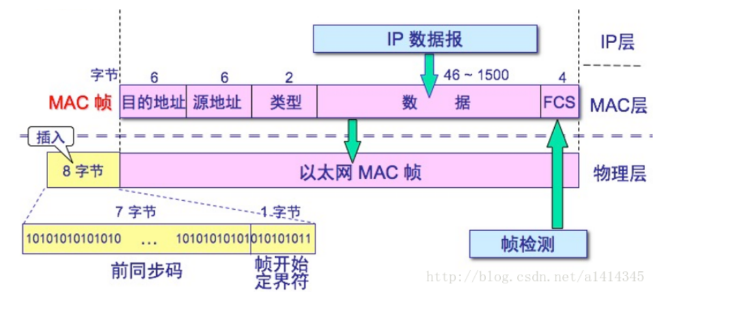 IP 数据报
IP层
字节
6
6
2
46 ~ 1500
4
MAC 帧
目的地址
源地址
类型
数 据
FCS
MAC层
插入
8 字节
以太网 MAC 帧
物理层
7 字节
1 字节
10101010101010 ... 10101010101010101011
前同步码
帧开始
定界符
帧检测
http://blog.csdn.net/a1414345